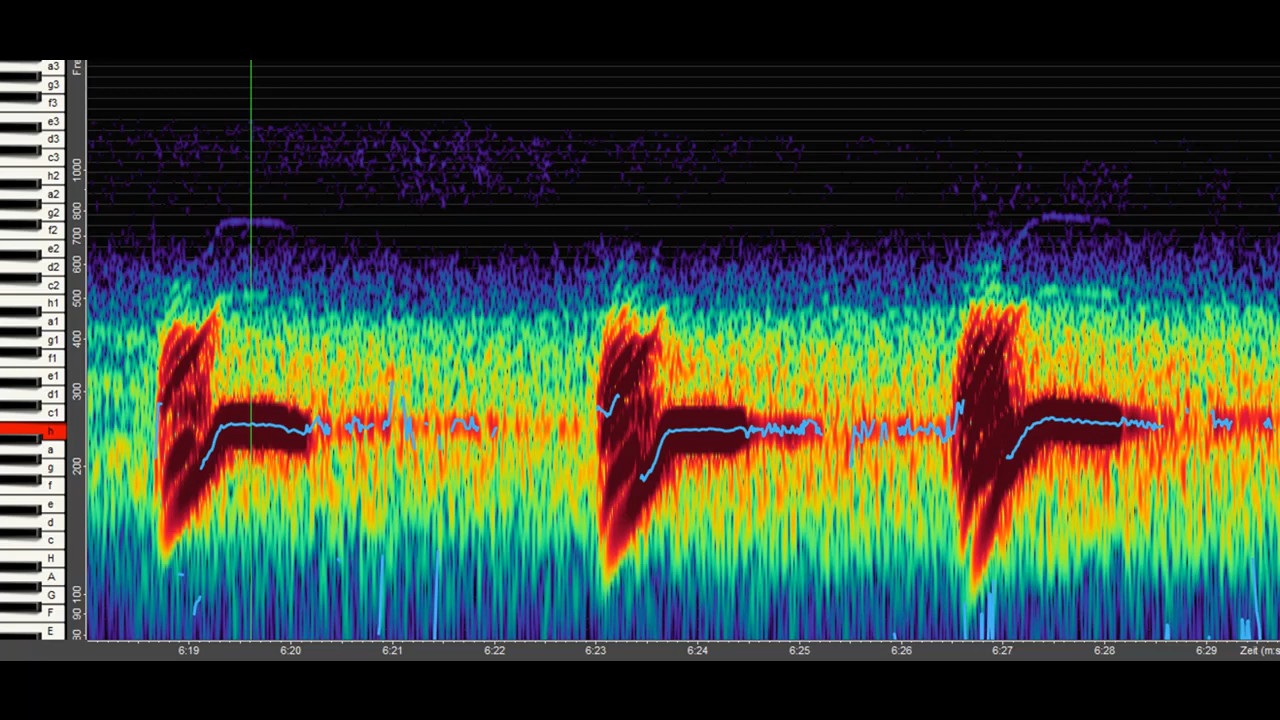 a3
g3
f3
e3
d3
c3
h2
a2
g2
f2
e2
d2
c2
h1
a1
g1
f1
e1
d1
c1
h
a
g
f
e
d
c
H
A
G
F
E
Fre
1000
800
700
600
500
400
300
200
100
90
80
6:19 6:20 6:21 6:22 6:23 6:24 6:25 6:26 6:27 6:28 6:29 Zeit (m:s